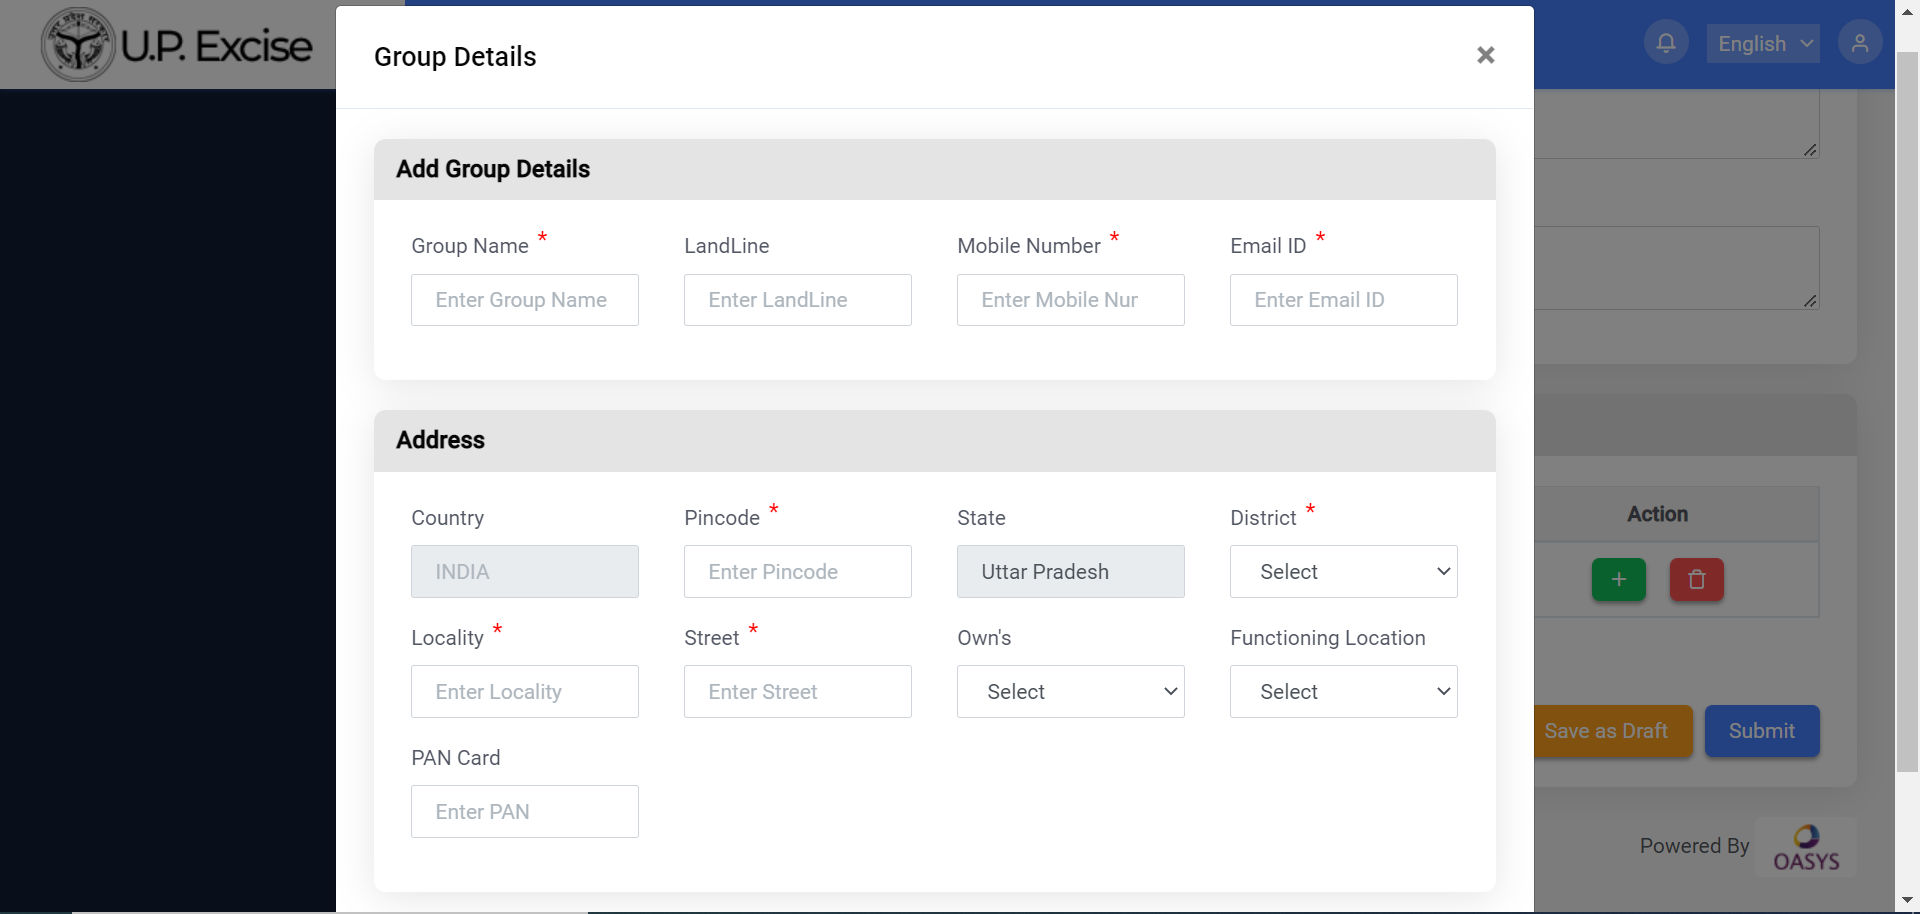 U.P. Excise
English
Group Details
Add Group Details
Group Name *
LandLine
Mobile Number *
Email ID *
Enter Group Name
Enter LandLine
Enter Mobile Nur
Enter Email ID
Address
Country
Pincode *
State
District *
INDIA
Enter Pincode
Uttar Pradesh
Select
Locality *
Street *
Own's
Functioning Location
Enter Locality
Enter Street
Select
Select
PAN Card
Enter PAN
Action
Save as Draft
Submit
Powered By
OASYS